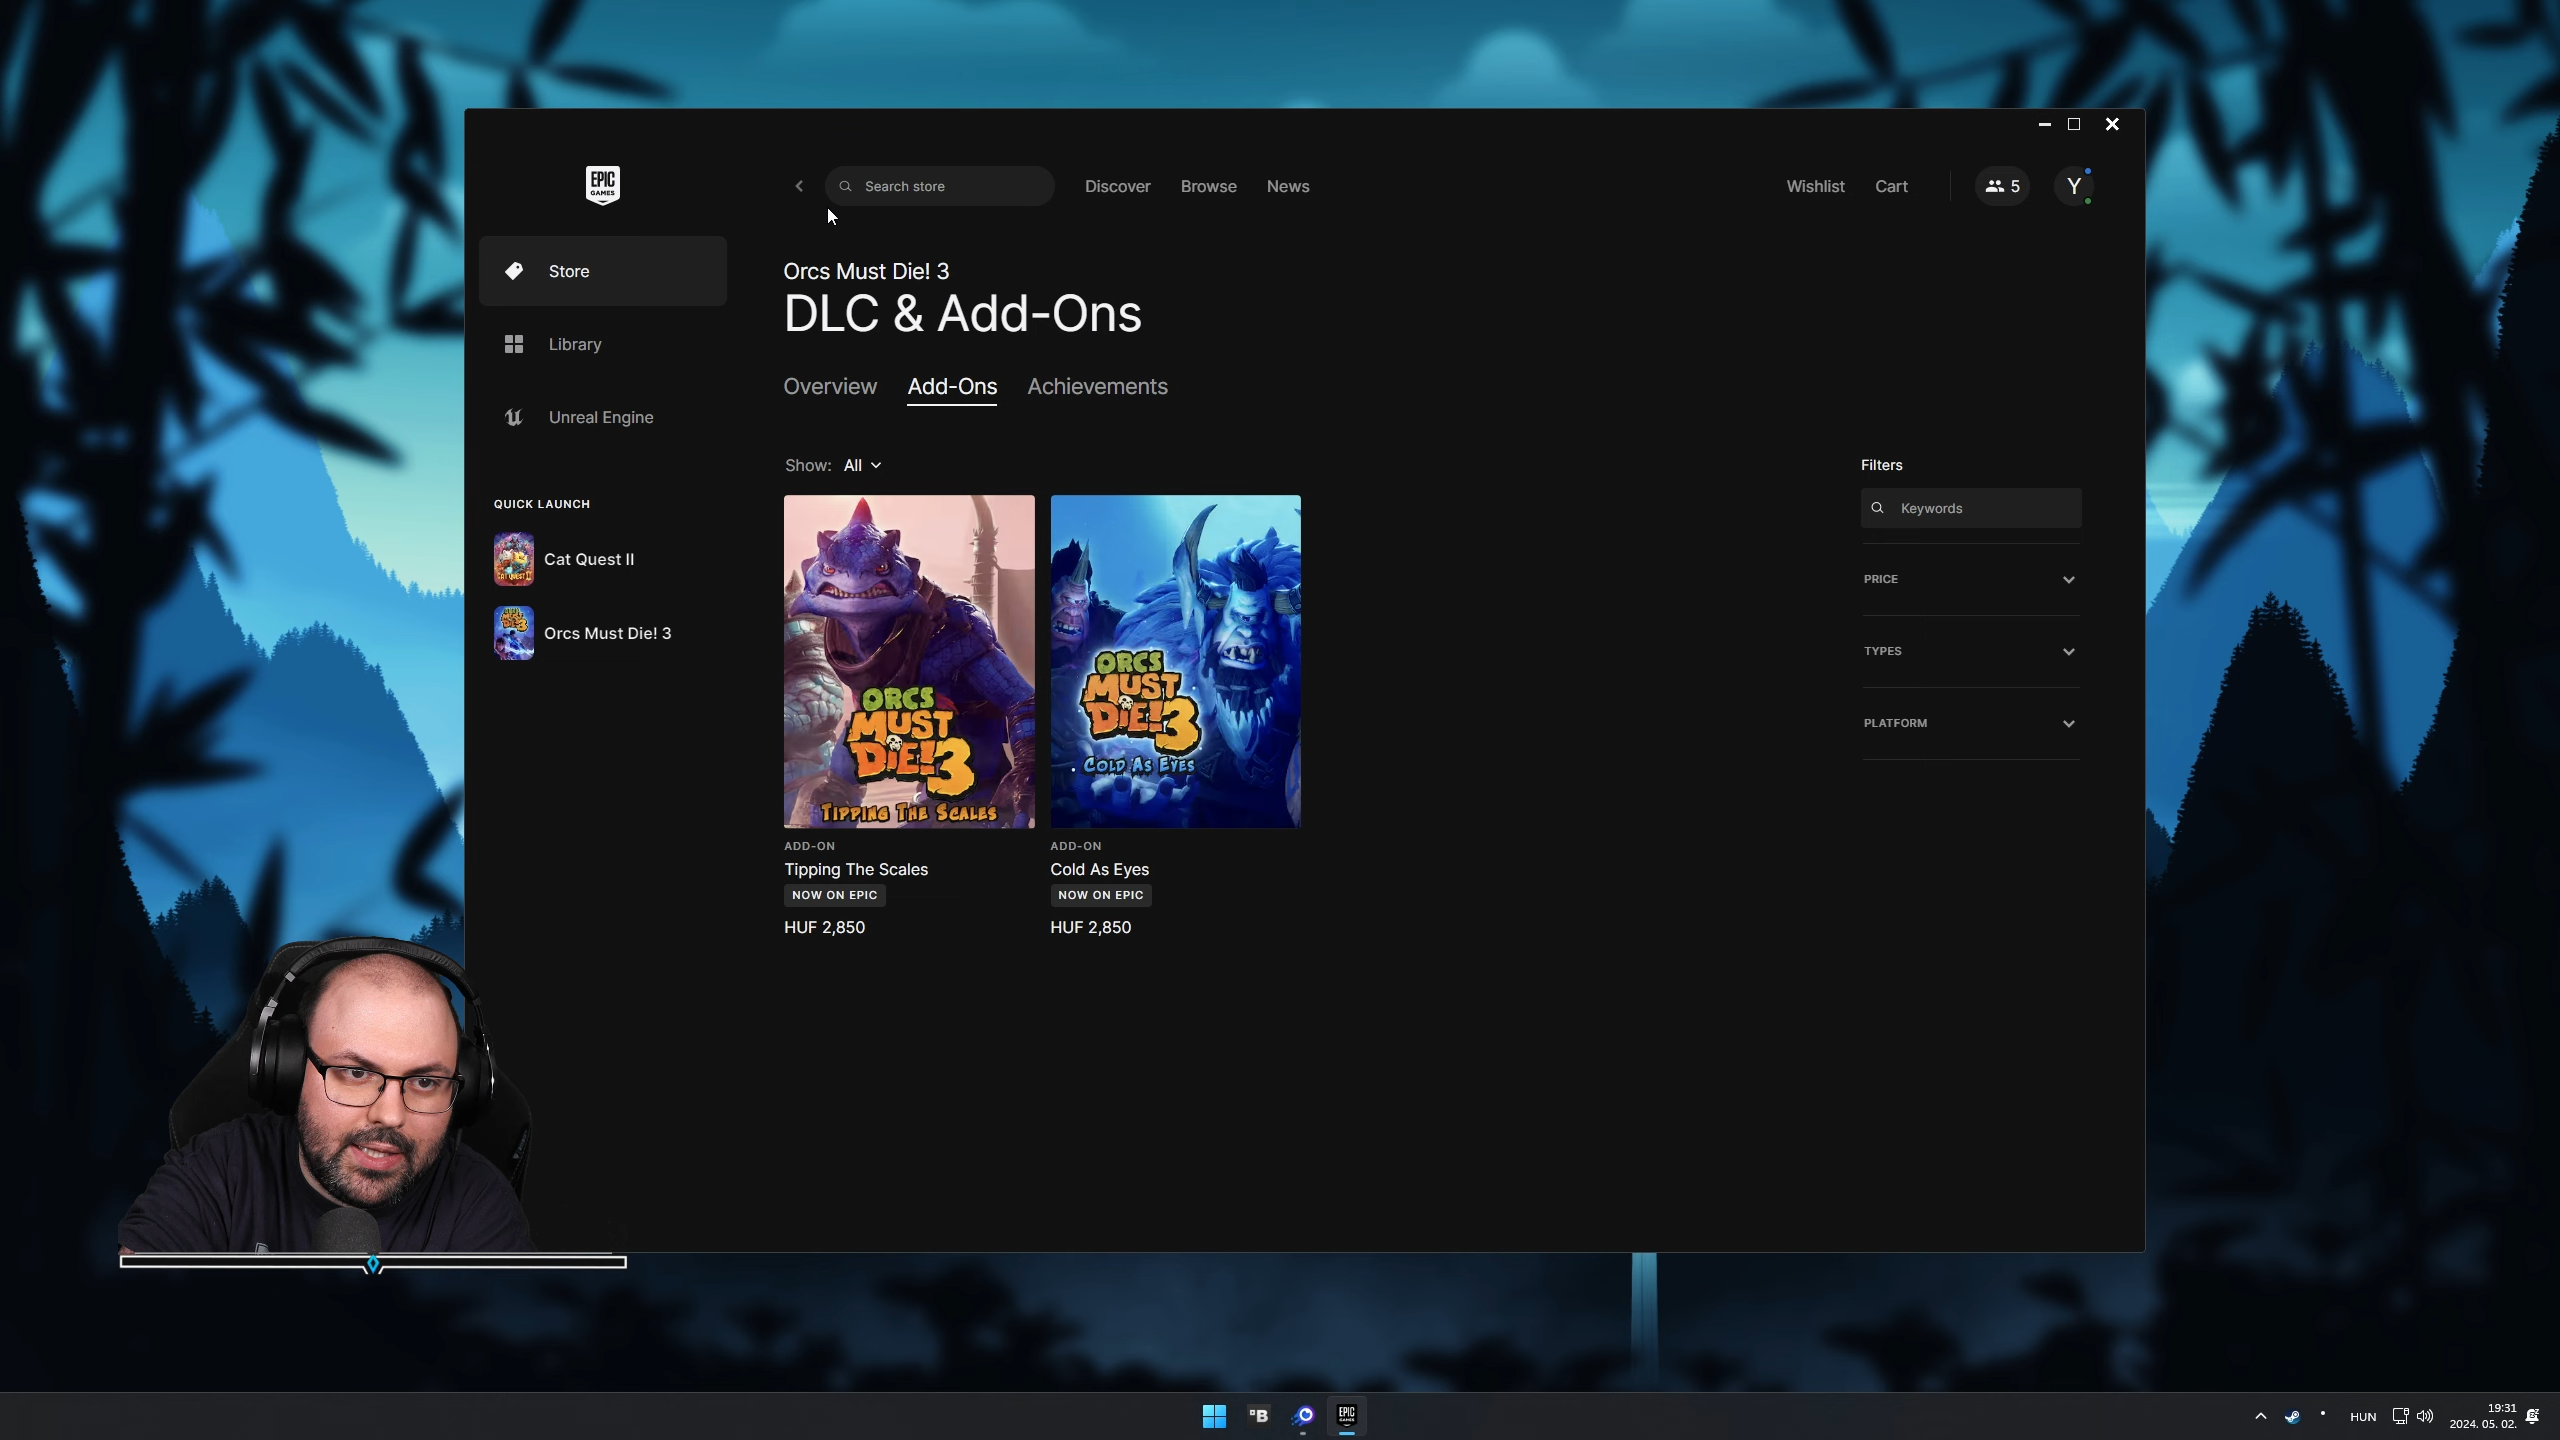 EPIC
GAMES
Search store
Discover
Browse
News
Wishlist
Cart
5
Y
Store
Library
Unreal Engine
QUICK LAUNCH
Cat Quest II
Orcs Must Die! 3
Orcs Must Die! 3
DLC & Add-Ons
Overview
Add-Ons
Achievements
Show: All
ORCS
MUST
DIE! 3
TIPPING THE SCALES
ADD-ON
Tipping The Scales
NOW ON EPIC
HUF 2,850
ORCS
MUST
DIE! 3
COLD AS EYES
ADD-ON
Cold As Eyes
NOW ON EPIC
HUF 2,850
Filters
Keywords
PRICE
TYPES
PLATFORM
B
EPIC
GAMES
HUN
19:31
2024. 05. 02.